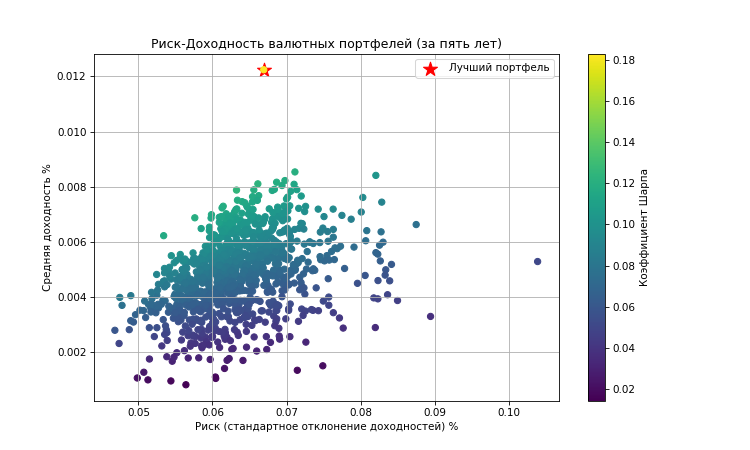 Риск-Доходность валютных портфелей (за пять лет)
Лучший портфель
Средняя доходность %
0.012
0.010
0.008
0.006
0.004
0.002
0.05 0.06 0.07 0.08 0.09 0.10
Риск (стандартное отклонение доходностей) %
0.18
0.16
0.14
0.12
0.10
0.08
0.06
0.04
0.02
Коэффициент Шарпа